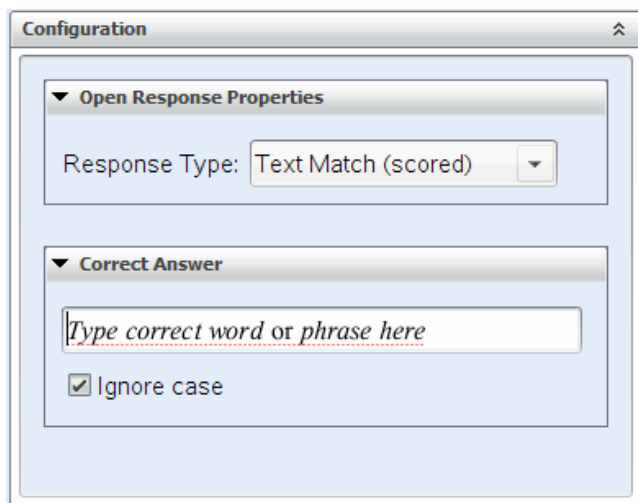 Configuration
Open Response Properties
Response Type: Text Match (scored)
Correct Answer
Type correct word or phrase here
Ignore case